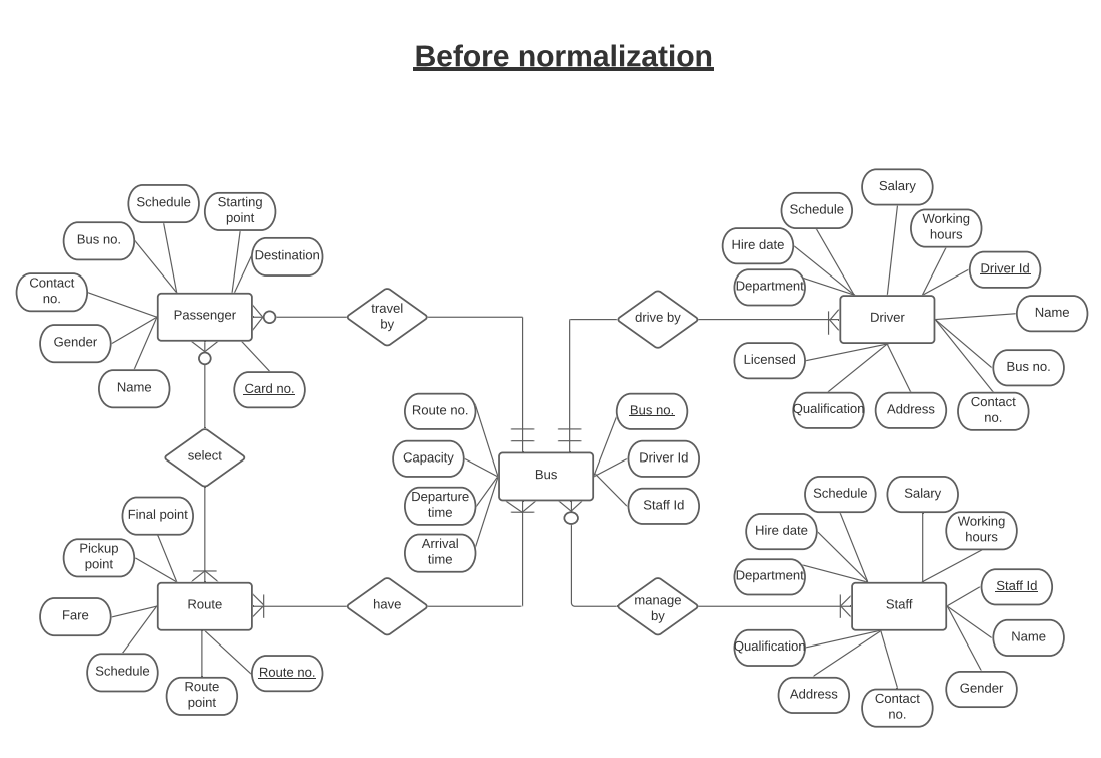 Before normalization
Schedule
Starting
point
Bus no.
Destination
Contact
no.
Passenger
Gender
Name
Card no.
travel
by
select
Final point
Pickup
point
Route
Fare
Schedule
Route
point
Route no.
have
Route no.
Capacity
Departure
time
Arrival
time
Bus
Bus no.
Driver Id
Staff Id
drive by
Salary
Schedule
Working
hours
Hire date
Driver Id
Department
Driver
Name
Licensed
Bus no.
Qualification
Address
Contact
no.
manage
by
Schedule
Salary
Hire date
Working
hours
Department
Staff Id
Staff
Name
Qualification
Address
Contact
no.
Gender